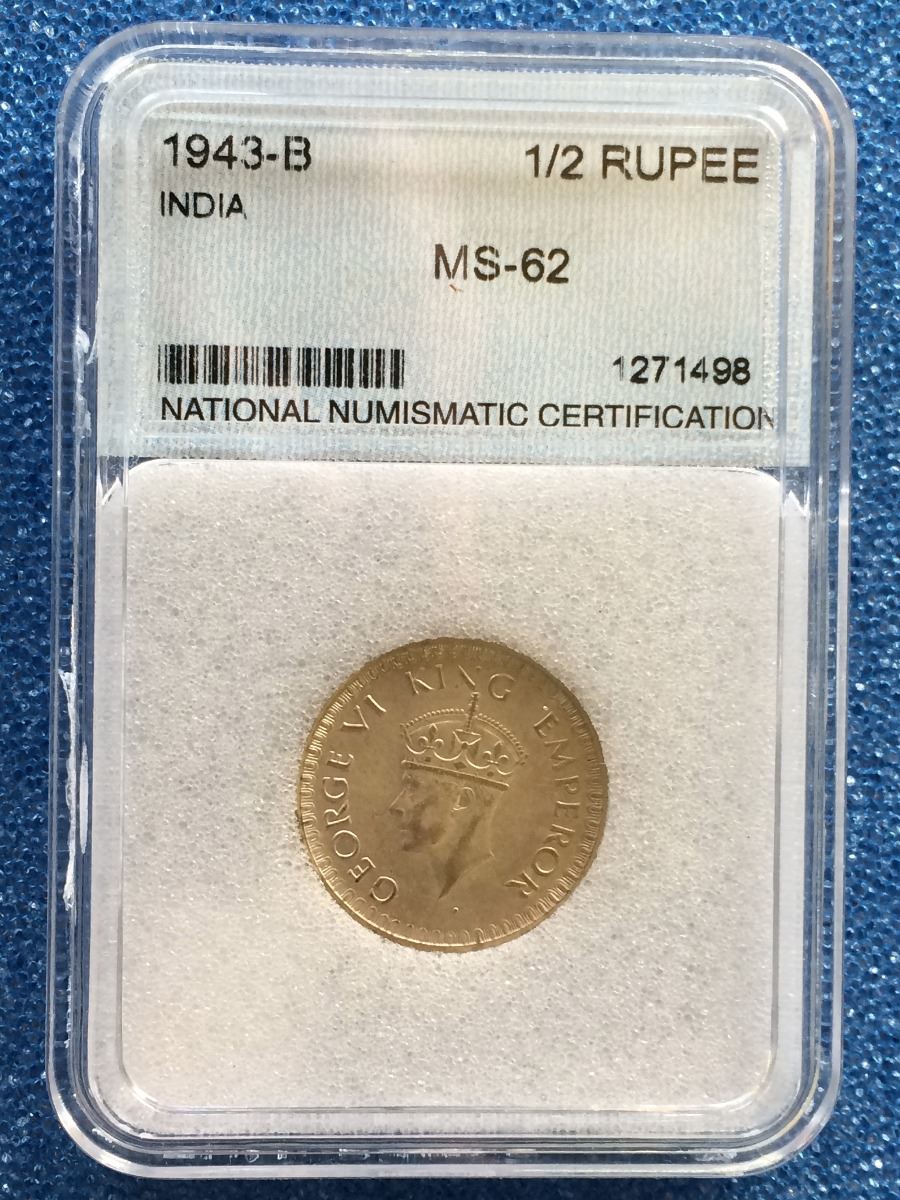 1943-B 1/2 RUPEE
INDIA
MS-62
1271498
NATIONAL NUMISMATIC CERTIFICATION
GEORGE VI KING EMPEROR